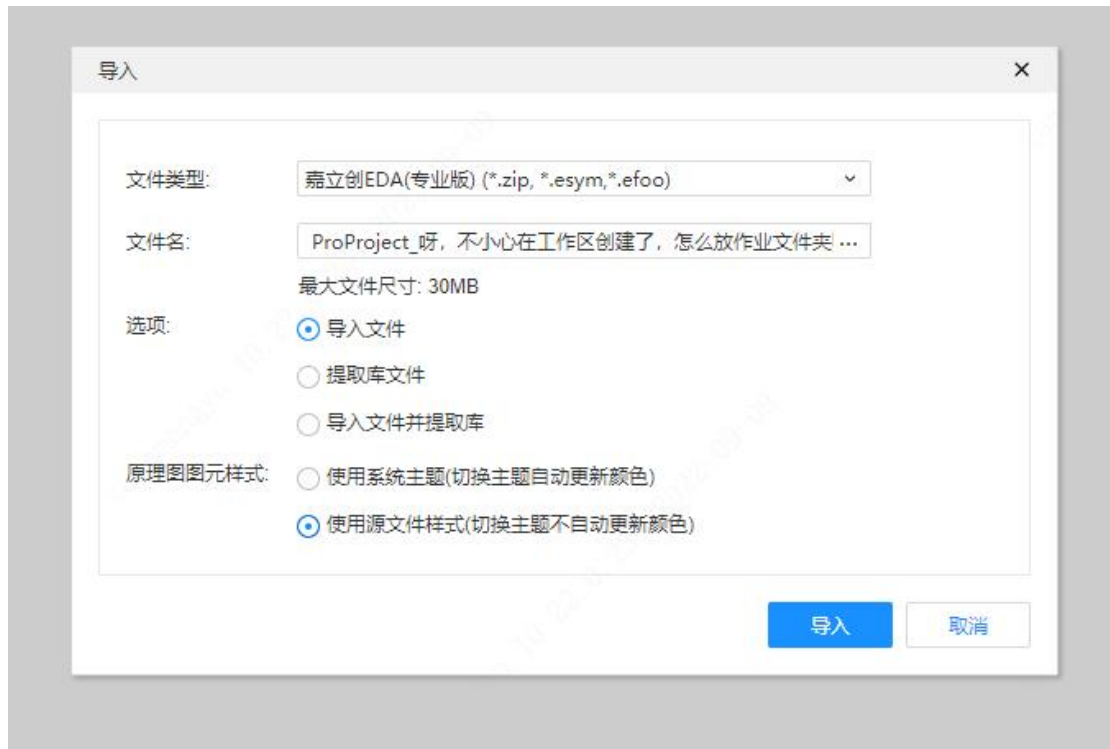 导入
文件类型: 嘉立创EDA(专业版) (*.zip, *.esym,*.efoo)
文件名: ProProject_呀，不小心在工作区创建了，怎么放作业文件夹 ...
最大文件尺寸: 30MB
选项: 导入文件
提取库文件
导入文件并提取库
原理图图元样式: 使用系统主题(切换主题自动更新颜色)
使用源文件样式(切换主题不自动更新颜色)
导入 取消